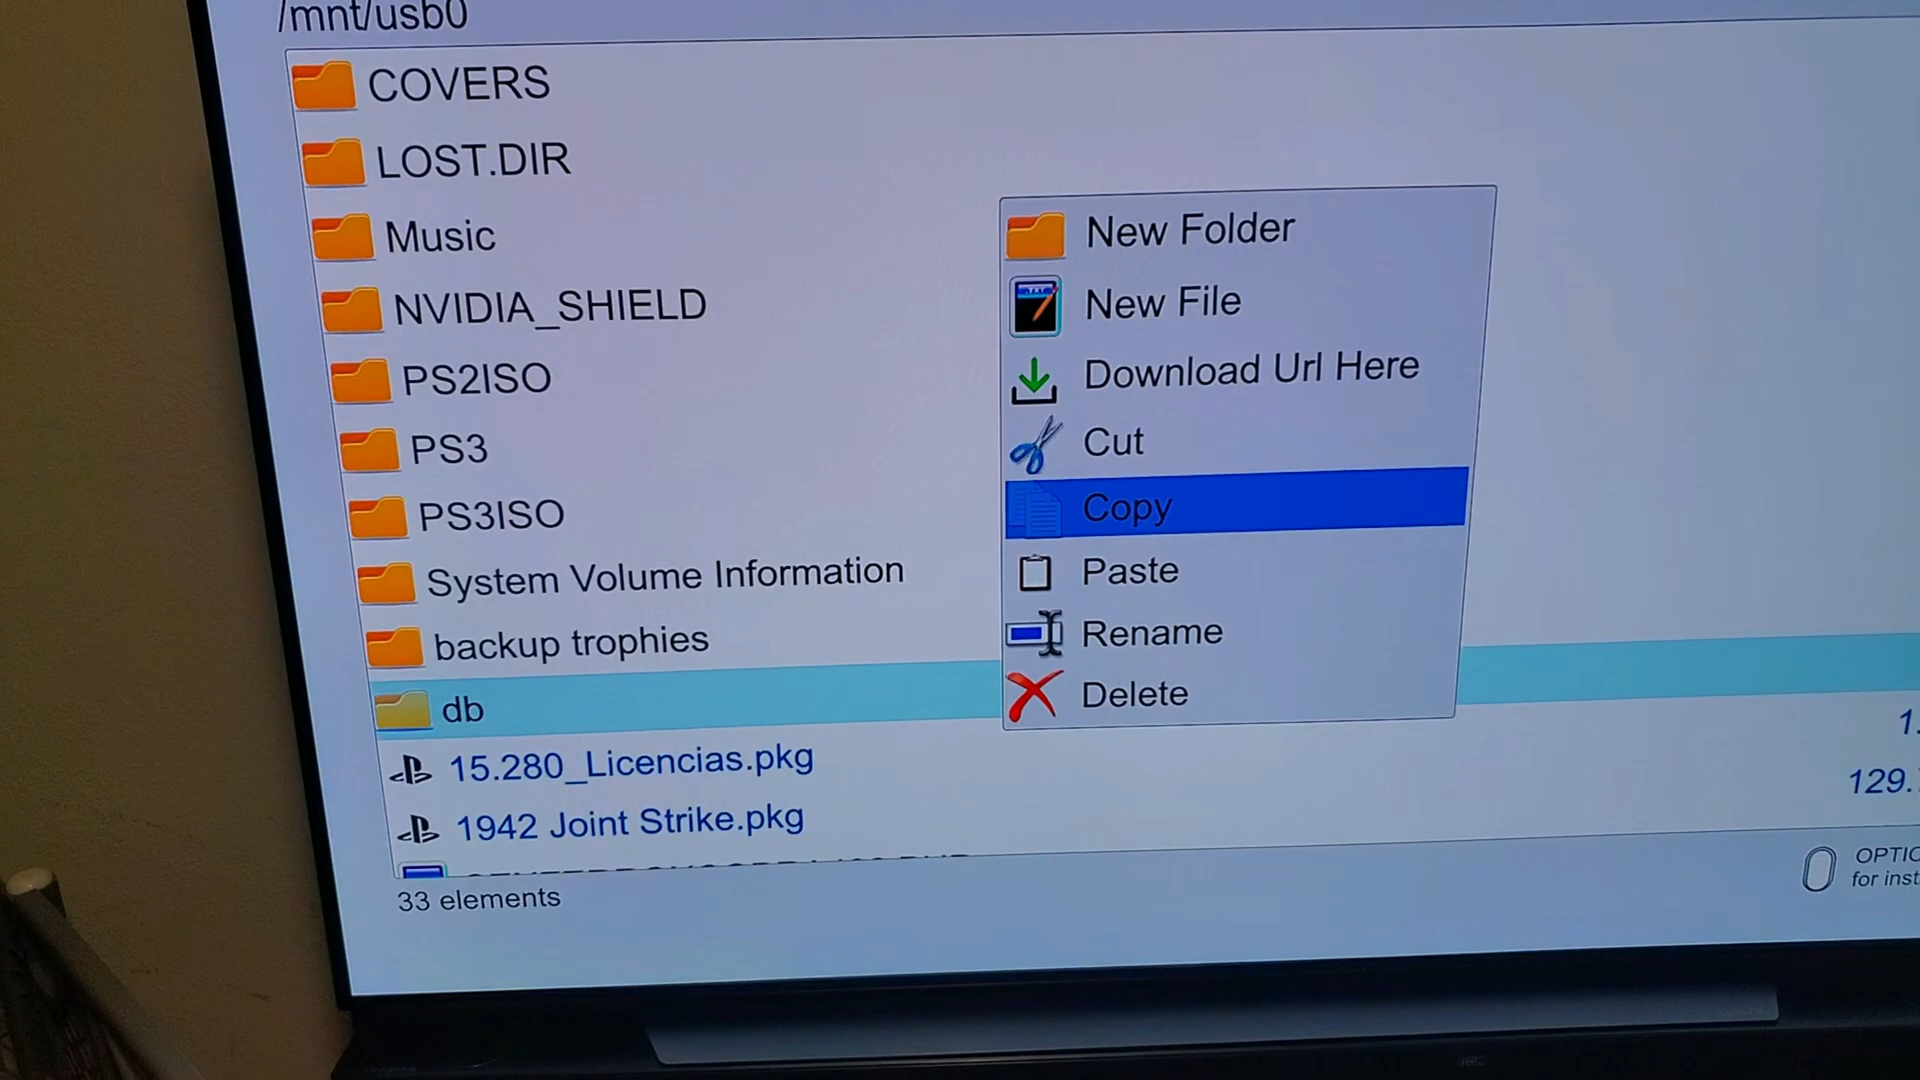 /mnt/usb0
COVERS
LOST.DIR
Music
NVIDIA_SHIELD
PS2ISO
PS3
PS3ISO
System Volume Information
backup trophies
db
15.280_Licencias.pkg
1942 Joint Strike.pkg
33 elements
New Folder
New File
Download Url Here
Cut
Copy
Paste
Rename
Delete
1.
129.
OPTIO
for inst